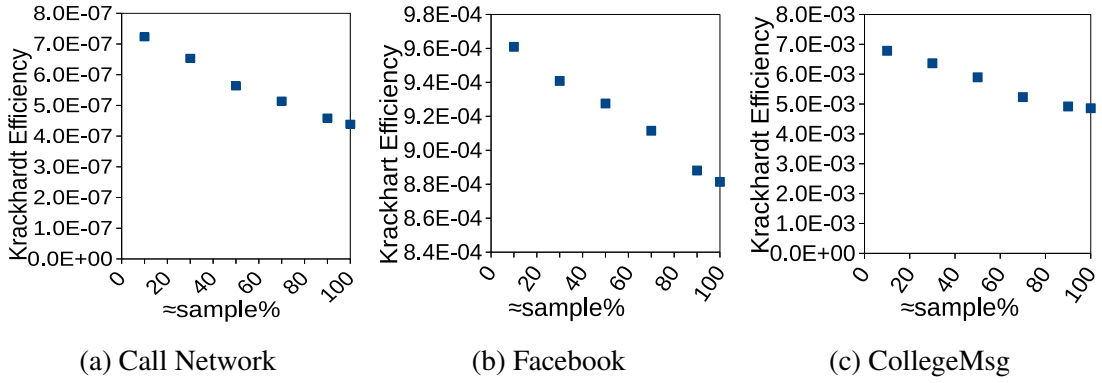 8.0E-07
7.0E-07
6.0E-07
5.0E-07
4.0E-07
3.0E-07
2.0E-07
1.0E-07
0.0E+00
Krackhardt Efficiency
0 20 40 60 80 100
≈sample%
(a) Call Network
9.8E-04
9.6E-04
9.4E-04
9.2E-04
9.0E-04
8.8E-04
8.6E-04
8.4E-04
Krackhart Efficiency
0 20 40 60 80 100
≈sample%
(b) Facebook
8.0E-03
7.0E-03
6.0E-03
5.0E-03
4.0E-03
3.0E-03
2.0E-03
1.0E-03
0.0E+00
Krackhardt Efficiency
0 20 40 60 80 100
≈sample%
(c) CollegeMsg